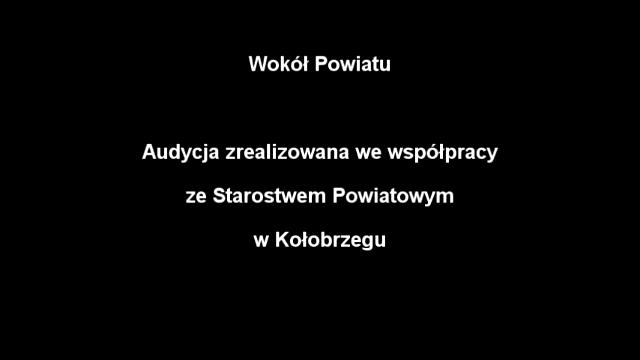 Wokół Powiatu
Audycja zrealizowana we współpracy
ze Starostwem Powiatowym
w Kołobrzegu